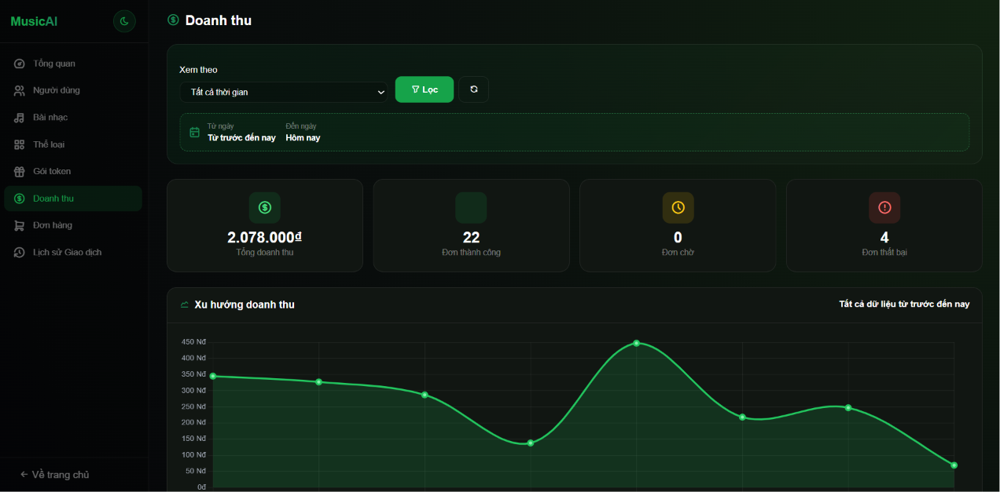 MusicAI
Tổng quan
Người dùng
Bài nhạc
Thể loại
Gói token
Doanh thu
Đơn hàng
Lịch sử Giao dịch
← Về trang chủ
Doanh thu
Xem theo
Tất cả thời gian
Lọc
Từ ngày
Đến ngày
Từ trước đến nay
Hôm nay
2.078.000₫
Tổng doanh thu
22
Đơn thành công
0
Đơn chờ
4
Đơn thất bại
Xu hướng doanh thu
Tất cả dữ liệu từ trước đến nay
450 Nđ
400 Nđ
350 Nđ
300 Nđ
250 Nđ
200 Nđ
150 Nđ
100 Nđ
50 Nđ
0đ